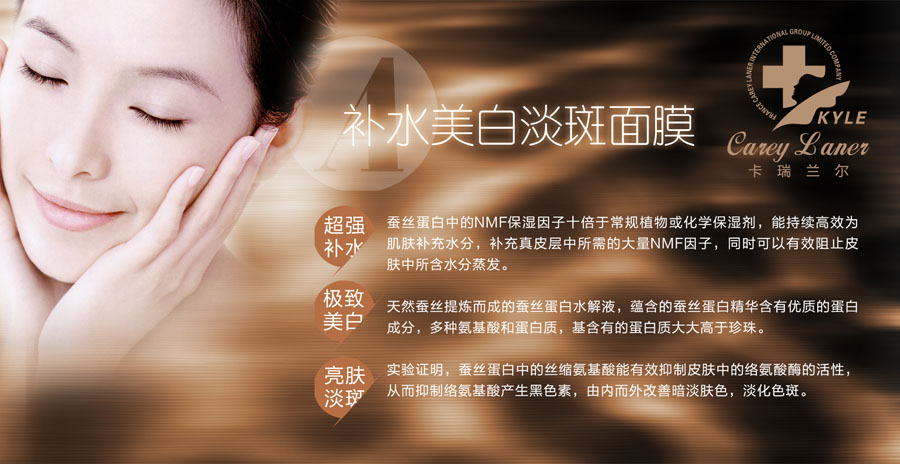 A
补水美白淡斑面膜
FRANCE CAREY LANER INTERNATIONAL GROUP LIMITED COMPANY
KYLE
Carey Laner
卡瑞兰尔
超强
补水
蚕丝蛋白中的NMF保湿因子十倍于常规植物或化学保湿剂，能持续高效为
肌肤补充水分，补充真皮层中所需的大量NMF因子，同时可以有效阻止皮
肤中所含水分蒸发。
极致
美白
天然蚕丝提炼而成的蚕丝蛋白水解液，蕴含的蚕丝蛋白精华含有优质的蛋白
成分，多种氨基酸和蛋白质，基含有的蛋白质大大高于珍珠。
亮肤
淡斑
实验证明，蚕丝蛋白中的丝缩氨基酸能有效抑制皮肤中的络氨酸酶的活性，
从而抑制络氨基酸产生黑色素，由内而外改善暗淡肤色，淡化色斑。